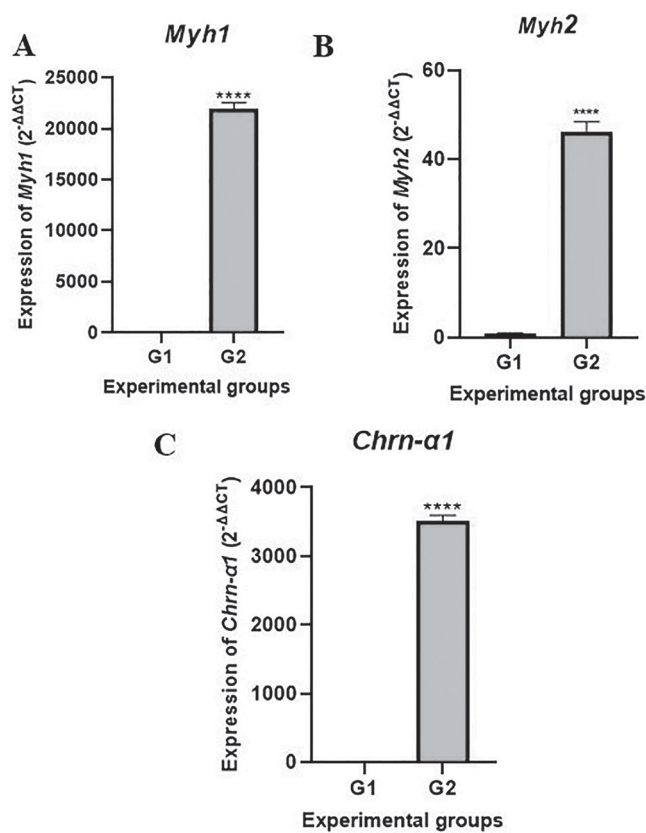 A
Myh1
Expression of Myh1 (2-ΔΔCT)
25000
20000
15000
10000
5000
0
****
G1
G2
Experimental groups
B
Myh2
Expression of Myh2 (2-ΔΔCT)
60
40
20
0
****
G1
G2
Experimental groups
C
Chrn-α1
Expression of Chrn-α1 (2-ΔΔCT)
4000
3000
2000
1000
0
****
G1
G2
Experimental groups